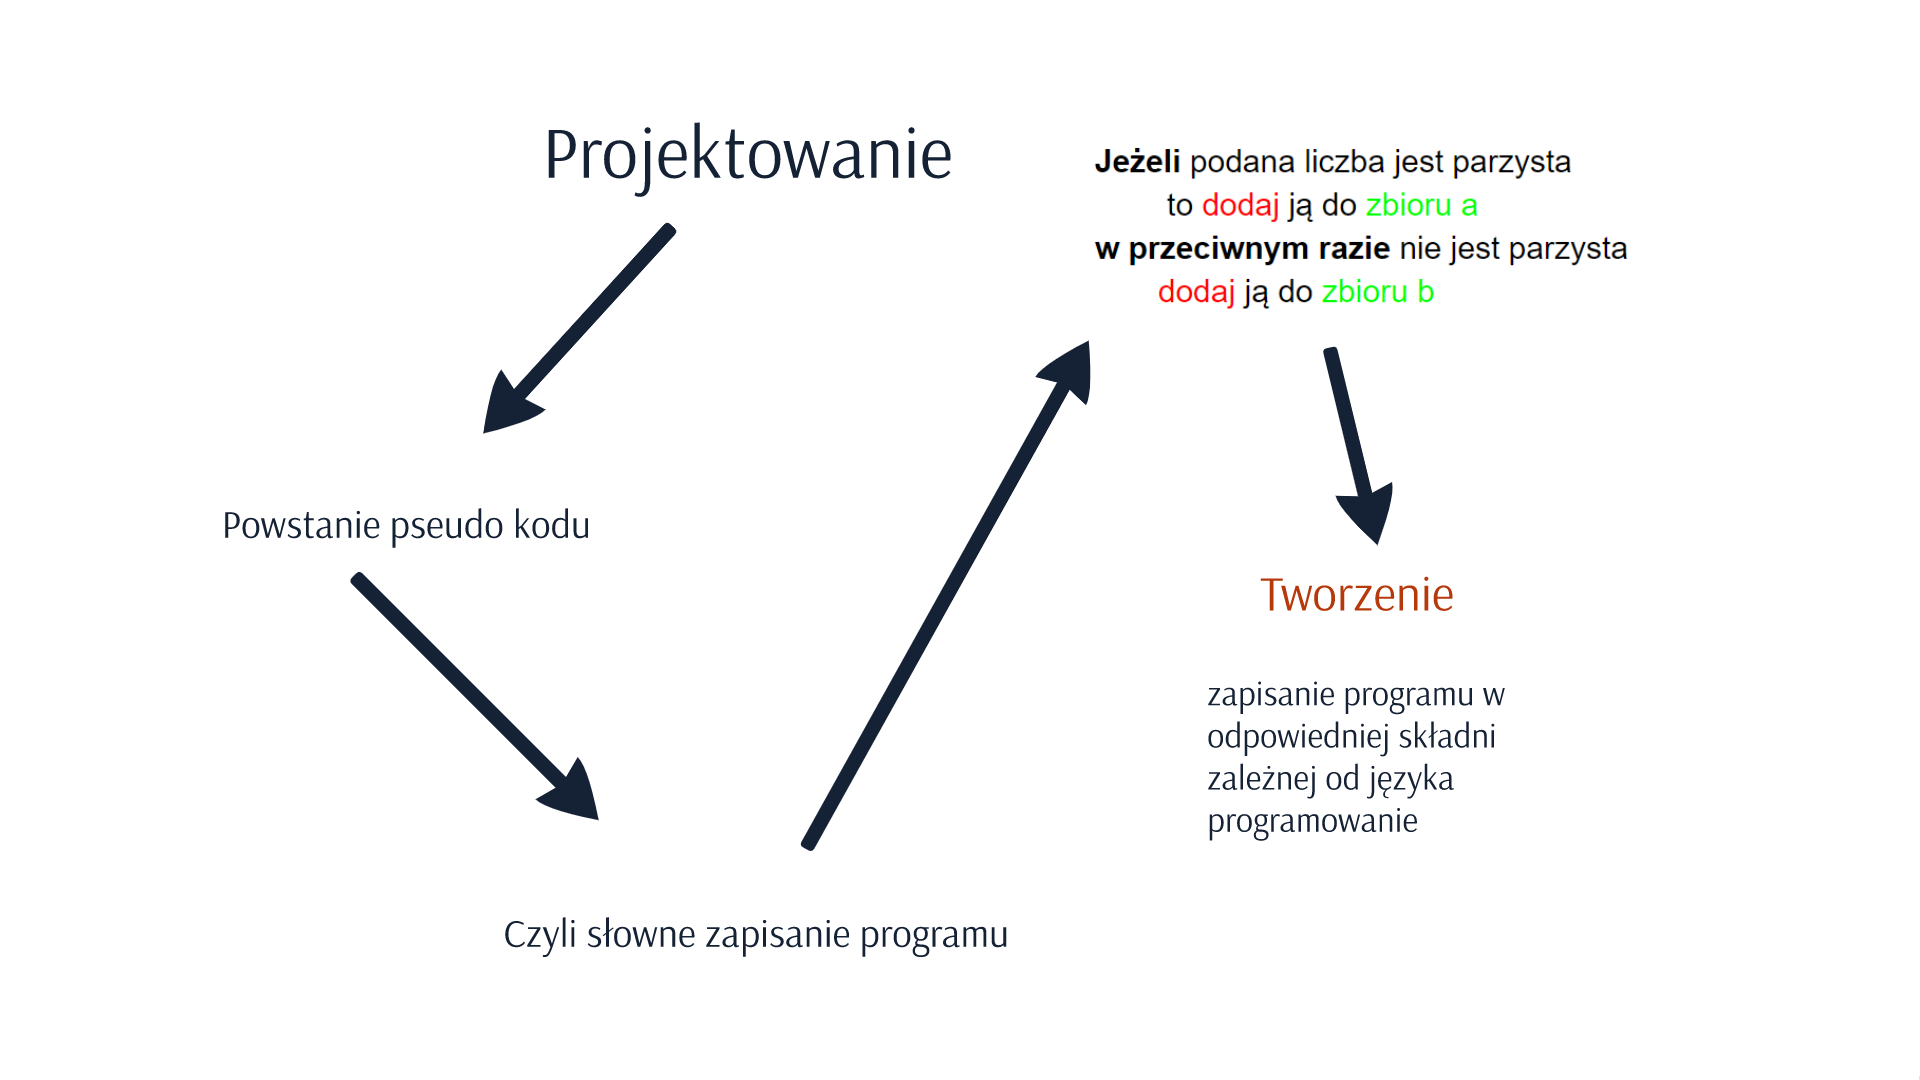 Projektowanie
Powstanie pseudo kodu
Czyli słowne zapisanie programu
Jeżeli podana liczba jest parzysta
to dodaj ją do zbioru a
w przeciwnym razie nie jest parzysta
dodaj ją do zbioru b
Tworzenie
zapisanie programu w
odpowiedniej składni
zależnej od języka
programowanie